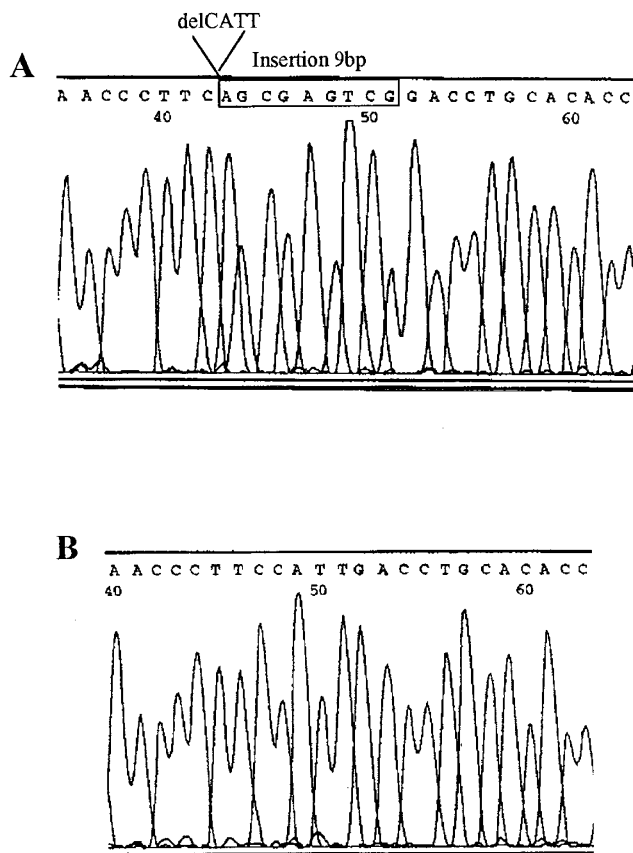 delCATT
Insertion 9bp
A
A A C C C T T C A G C G A G T C G G A C C T G C A C A C C
40 50 60
B
A A C C C T T C C A T T G A C C T G C A C A C C
40 50 60